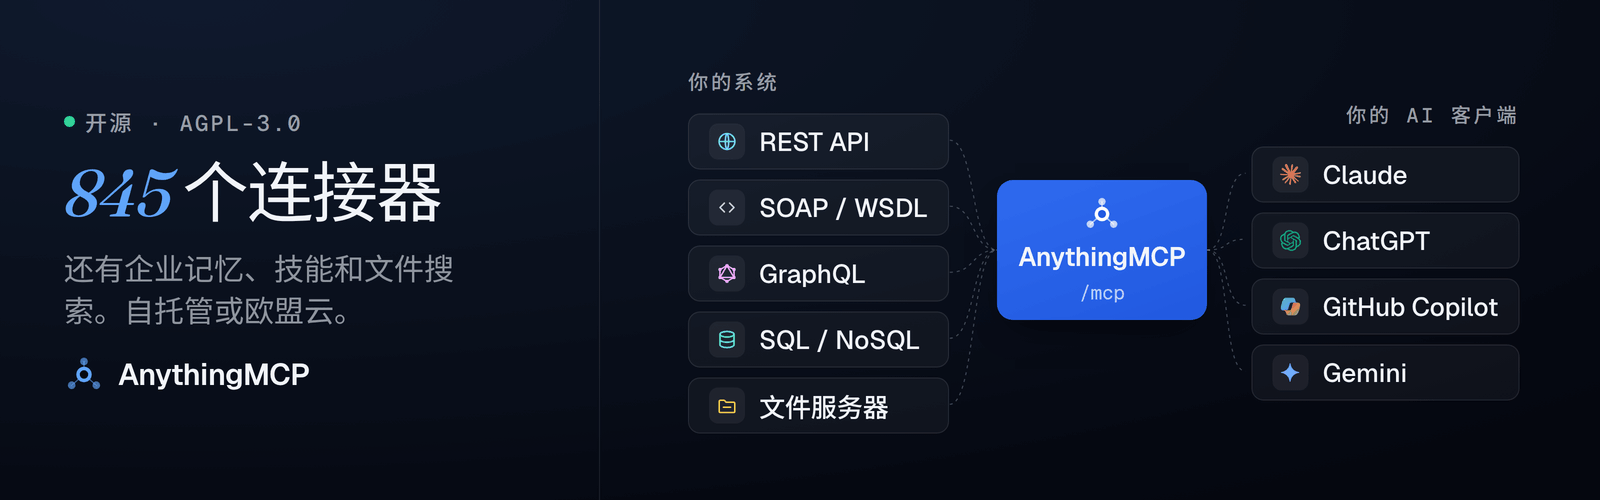 开源 · AGPL-3.0
845 个连接器
还有企业记忆、技能和文件搜
索。自托管或欧盟云。
AnythingMCP
你的系统
REST API
SOAP / WSDL
GraphQL
SQL / NoSQL
文件服务器
AnythingMCP
/mcp
你的 AI 客户端
Claude
ChatGPT
GitHub Copilot
Gemini